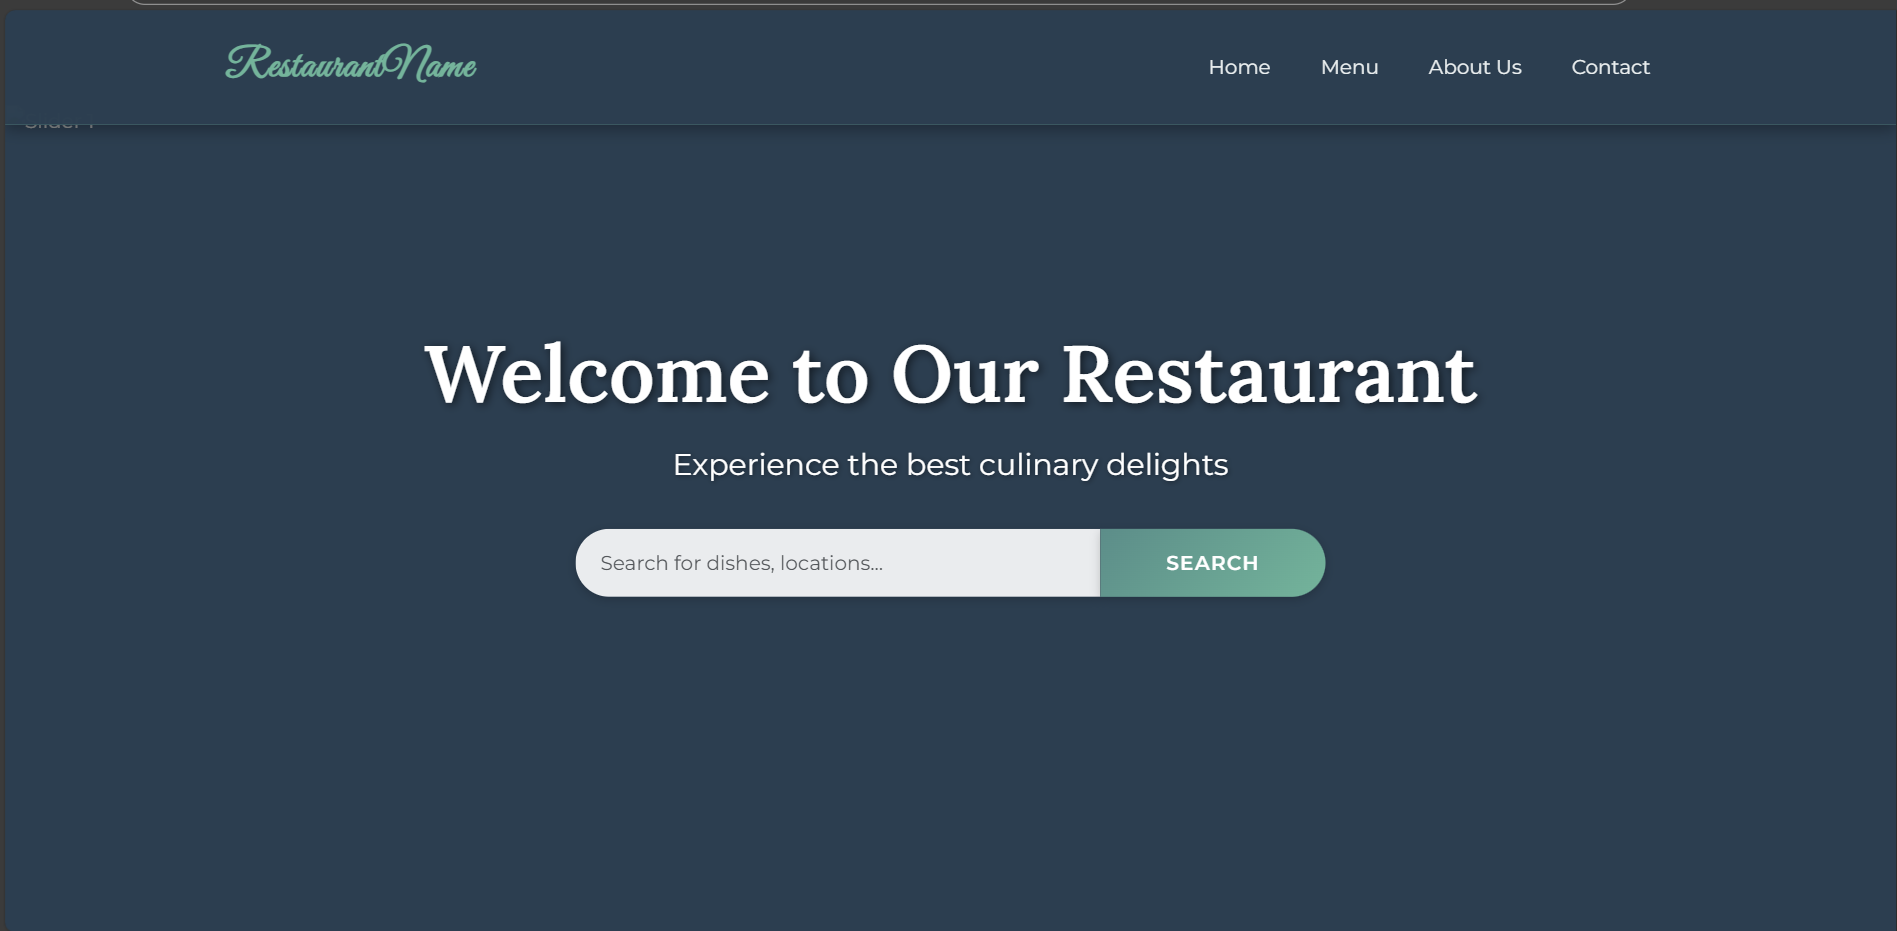 RestaurantName
Home Menu About Us Contact
Welcome to Our Restaurant
Experience the best culinary delights
Search for dishes, locations...
SEARCH